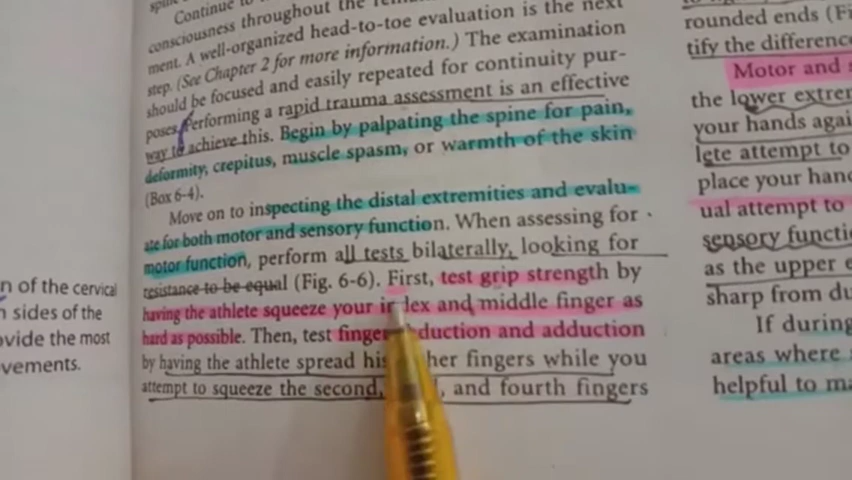 Continue to
consciousness throughout the
ment. A well-organized head-to-toe evaluation is the next
step. (See Chapter 2 for more information.) The examination
should be focused and easily repeated for continuity pur-
poses. Performing a rapid trauma assessment is an effective
way to achieve this. Begin by palpating the spine for pain,
deformity, crepitus, muscle spasm, or warmth of the skin
(Box 6-4).
Move on to inspecting the distal extremities and evalu-
ate for both motor and sensory function. When assessing for
motor function, perform all tests bilaterally, looking for
resistance to be equal (Fig. 6-6). First, test grip strength by
having the athlete squeeze your index and middle finger as
hard as possible. Then, test finger duction and adduction
by having the athlete spread his her fingers while you
attempt to squeeze the second, and fourth fingers
n of the cervical
sides of the
ovide the most
vements.
rounded ends (Fi
tify the difference
Motor and s
the lower extrem
your hands agai
lete attempt to
place your hand
ual attempt to
sensory functi
as the upper e
sharp from du
If during
areas where
helpful to ma